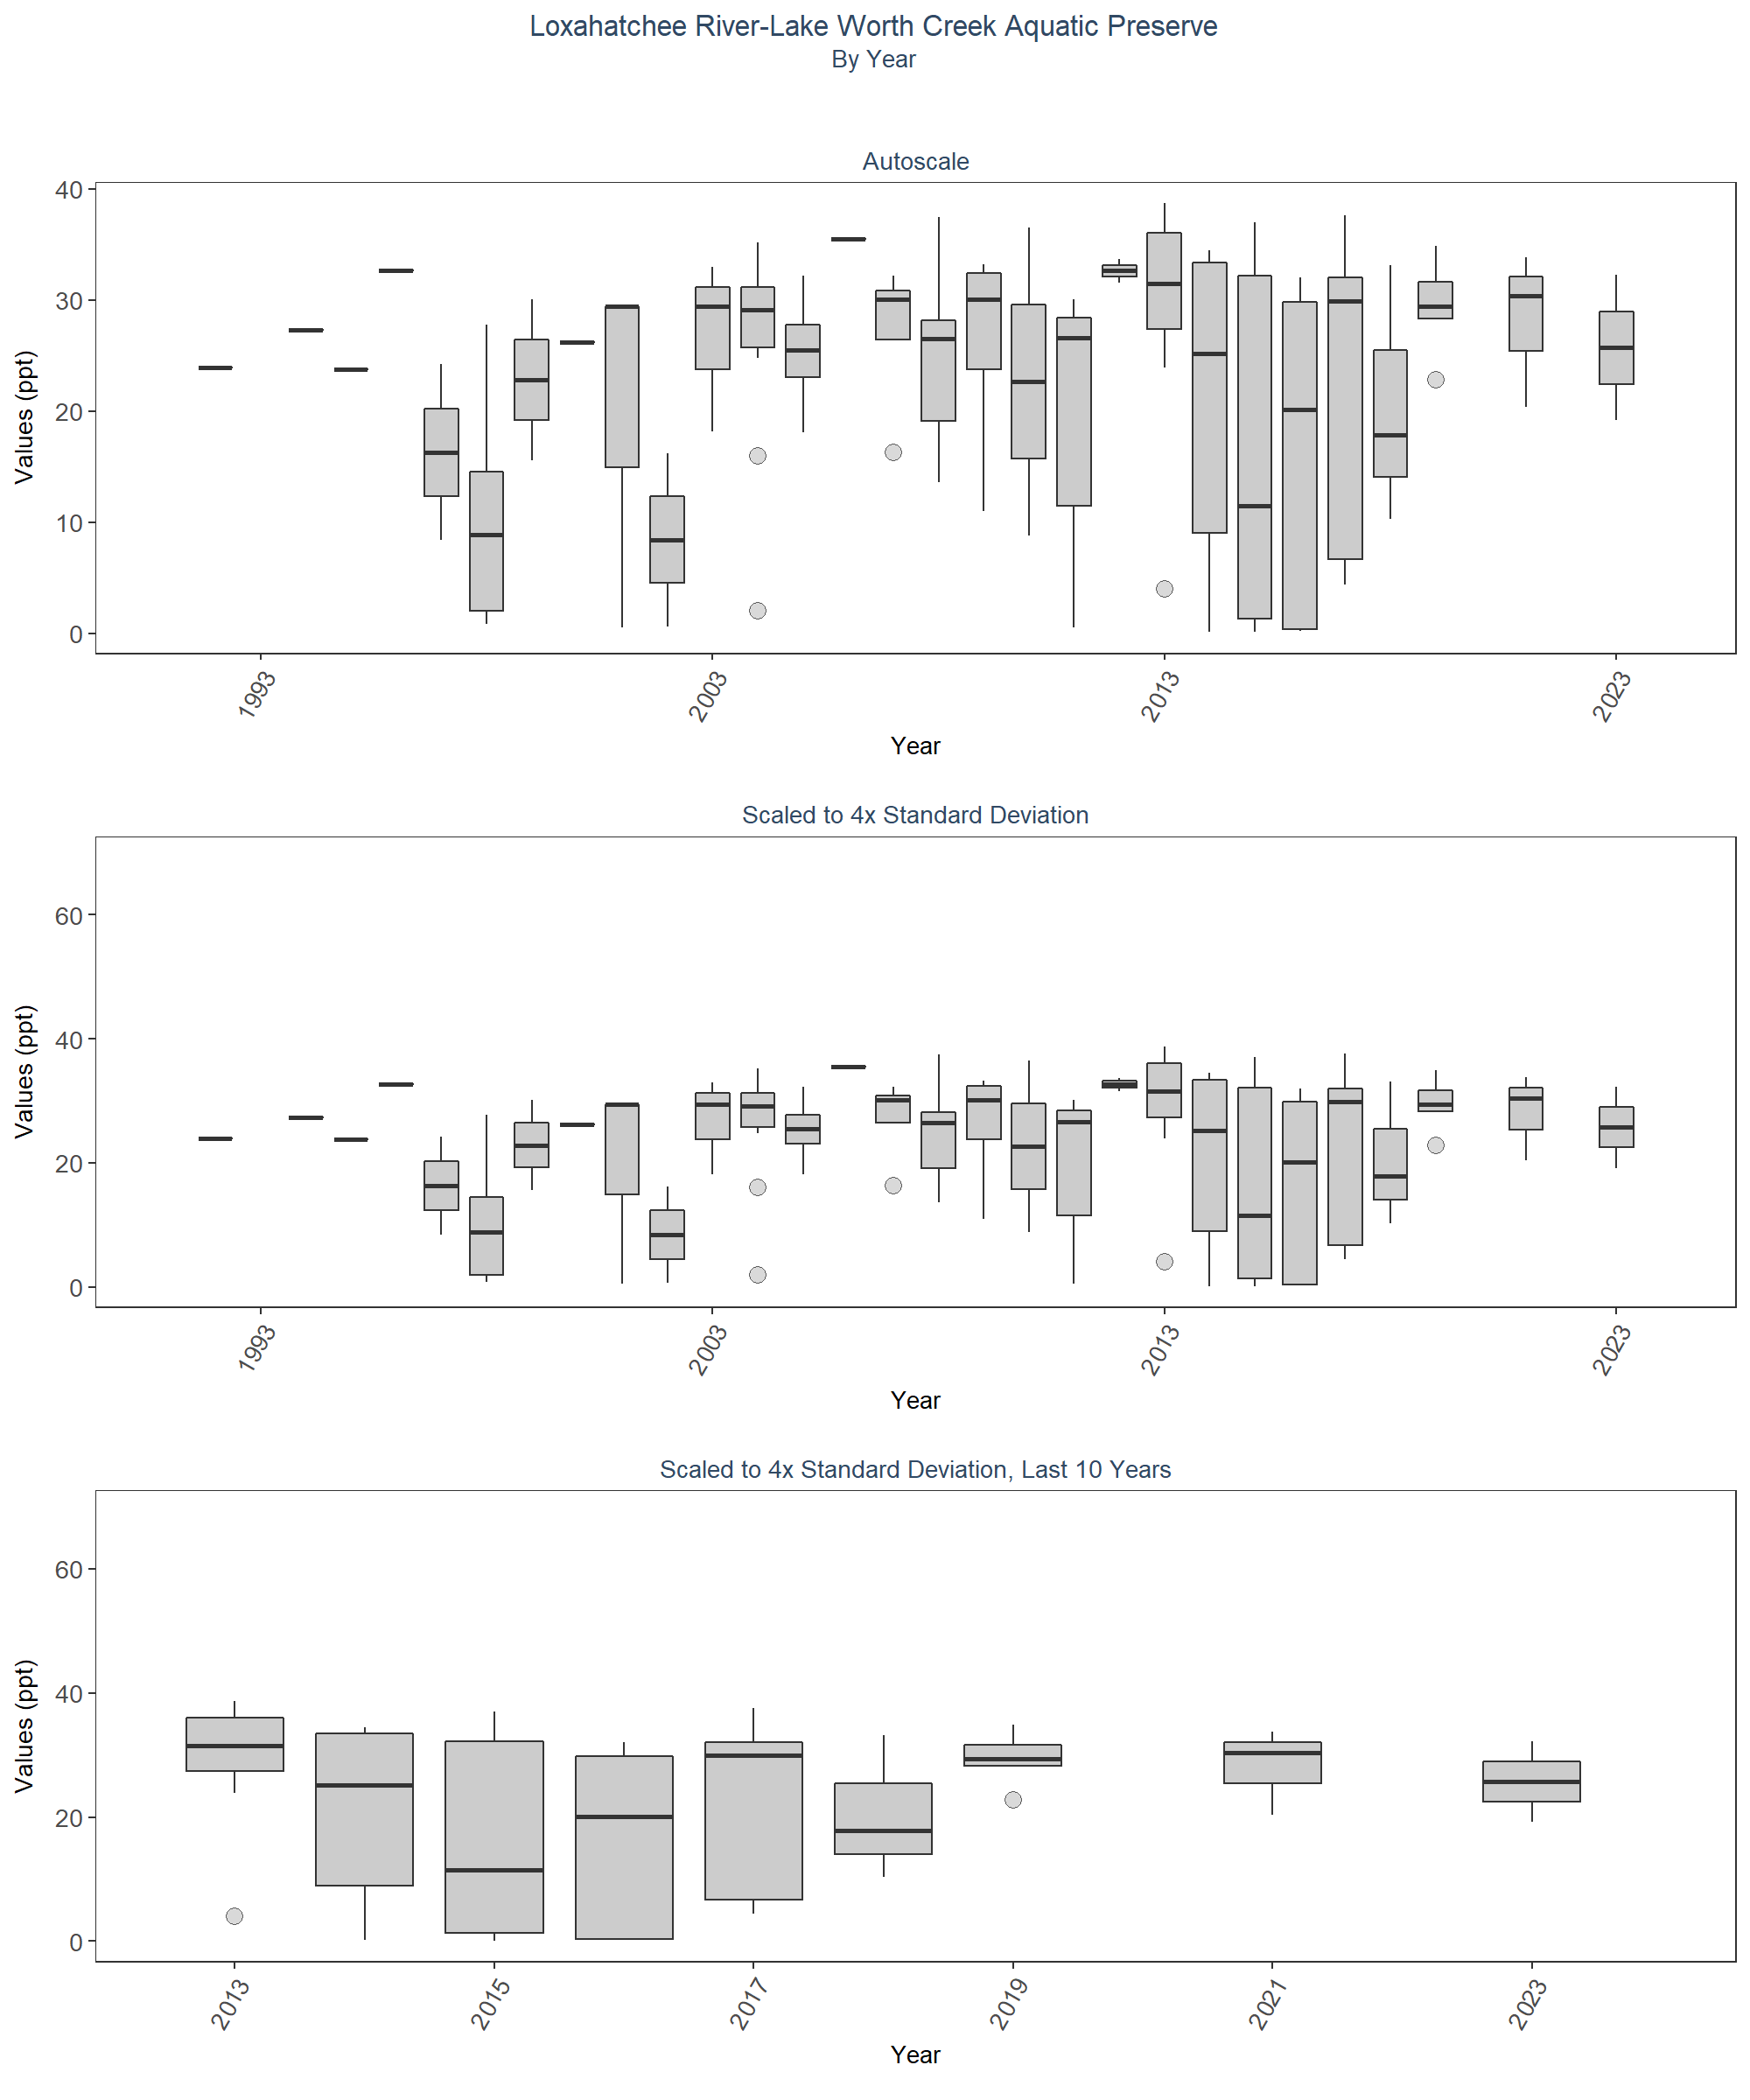 Loxahatchee River-Lake Worth Creek Aquatic Preserve
By Year
Autoscale
Values (ppt)
40
30
20
10
0
1993
2003
2013
2023
Year
Scaled to 4x Standard Deviation
Values (ppt)
60
40
20
0
1993
2003
2013
2023
Year
Scaled to 4x Standard Deviation, Last 10 Years
Values (ppt)
60
40
20
0
2013
2015
2017
2019
2021
2023
Year